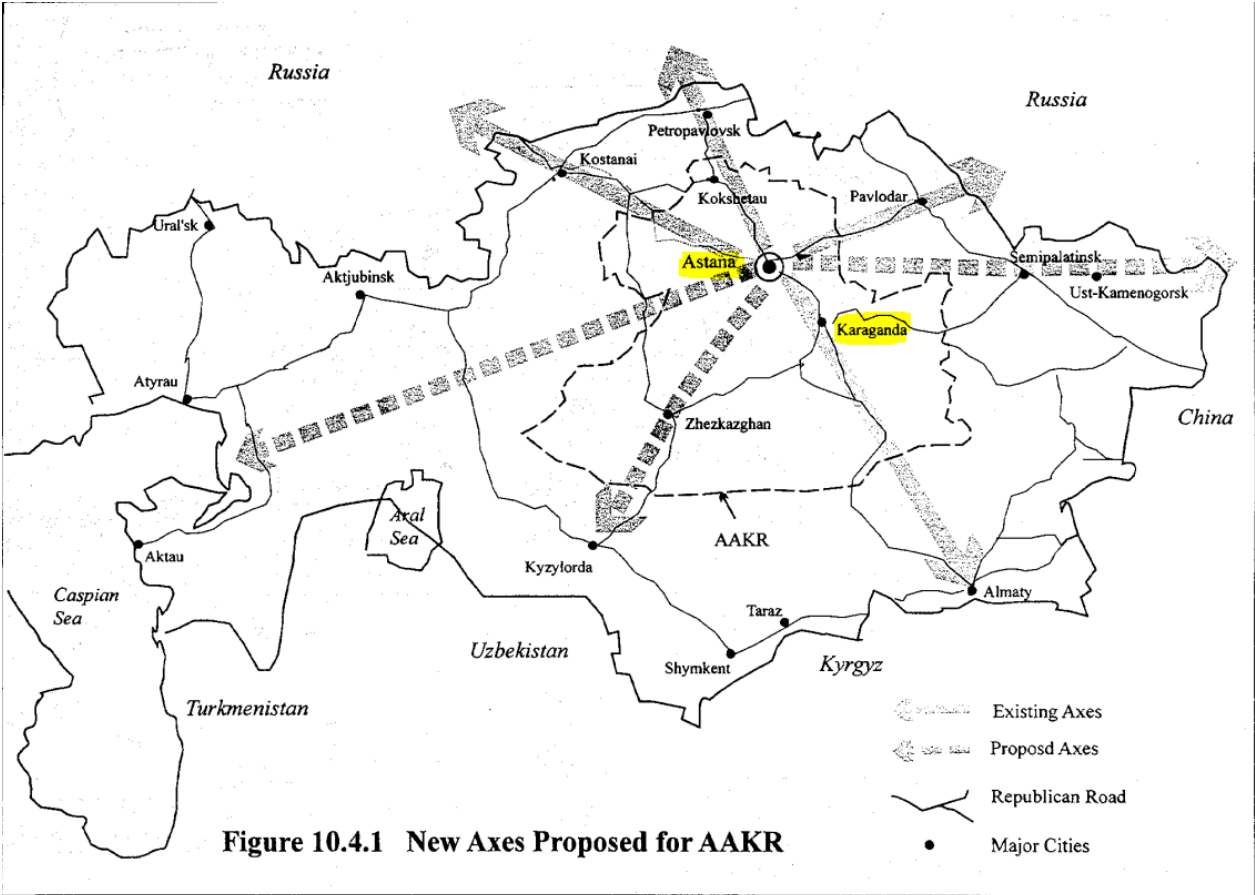 Russia
Russia
Petropavlovsk
Kostanai
Kokshetau
Pavlodar
Ural'sk
Astana
Semipalatinsk
Aktjubinsk
Ust-Kamenogorsk
Karaganda
Atyrau
Zhezkazghan
China
Aral
Sea
AAKR
Aktau
Kyzylorda
Caspian
Sea
Almaty
Taraz
Uzbekistan
Shymkent
Kyrgyz
Turkmenistan
Existing Axes
Proposd Axes
Republican Road
Major Cities
Figure 10.4.1 New Axes Proposed for AAKR